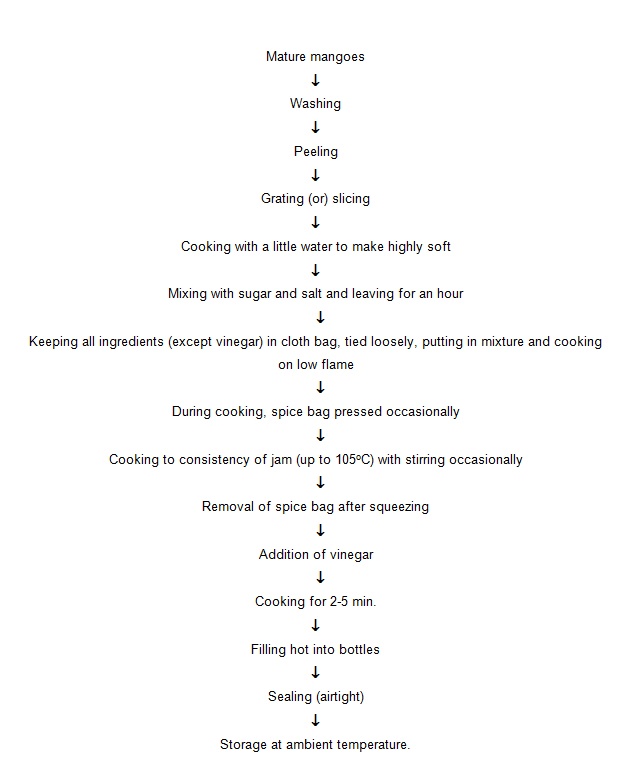 Mature mangoes
↓
Washing
↓
Peeling
↓
Grating (or) slicing
↓
Cooking with a little water to make highly soft
↓
Mixing with sugar and salt and leaving for an hour
↓
Keeping all ingredients (except vinegar) in cloth bag, tied loosely, putting in mixture and cooking
on low flame
↓
During cooking, spice bag pressed occasionally
↓
Cooking to consistency of jam (up to 105ºC) with stirring occasionally
↓
Removal of spice bag after squeezing
↓
Addition of vinegar
↓
Cooking for 2-5 min.
↓
Filling hot into bottles
↓
Sealing (airtight)
↓
Storage at ambient temperature.